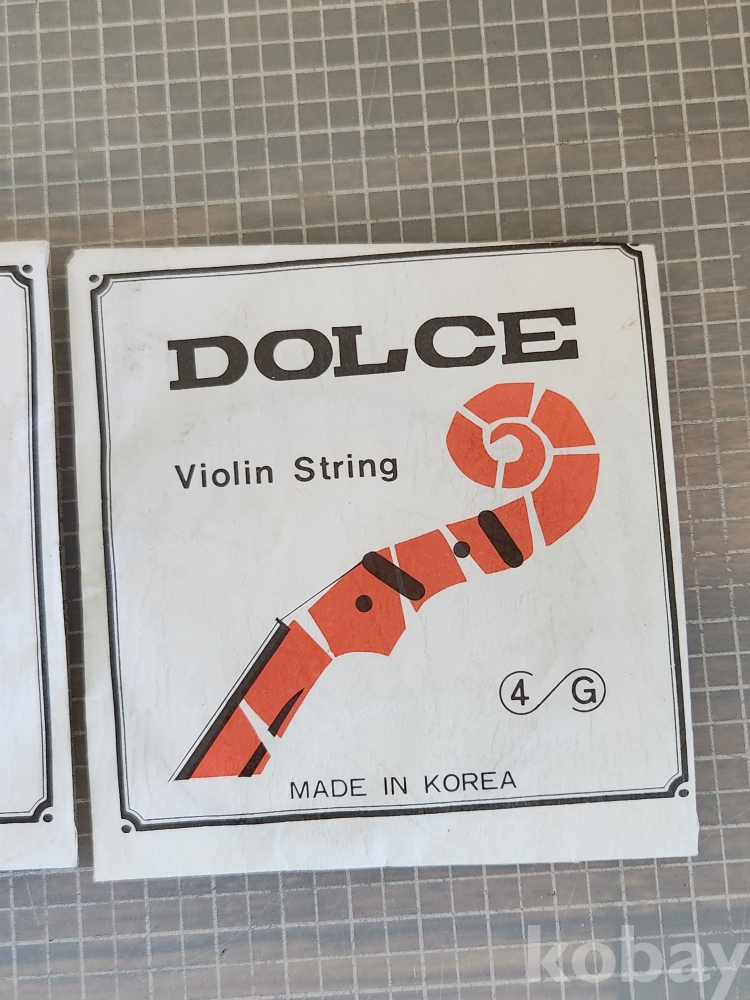 DOLCE
Violin String
4 G
MADE IN KOREA
kobay